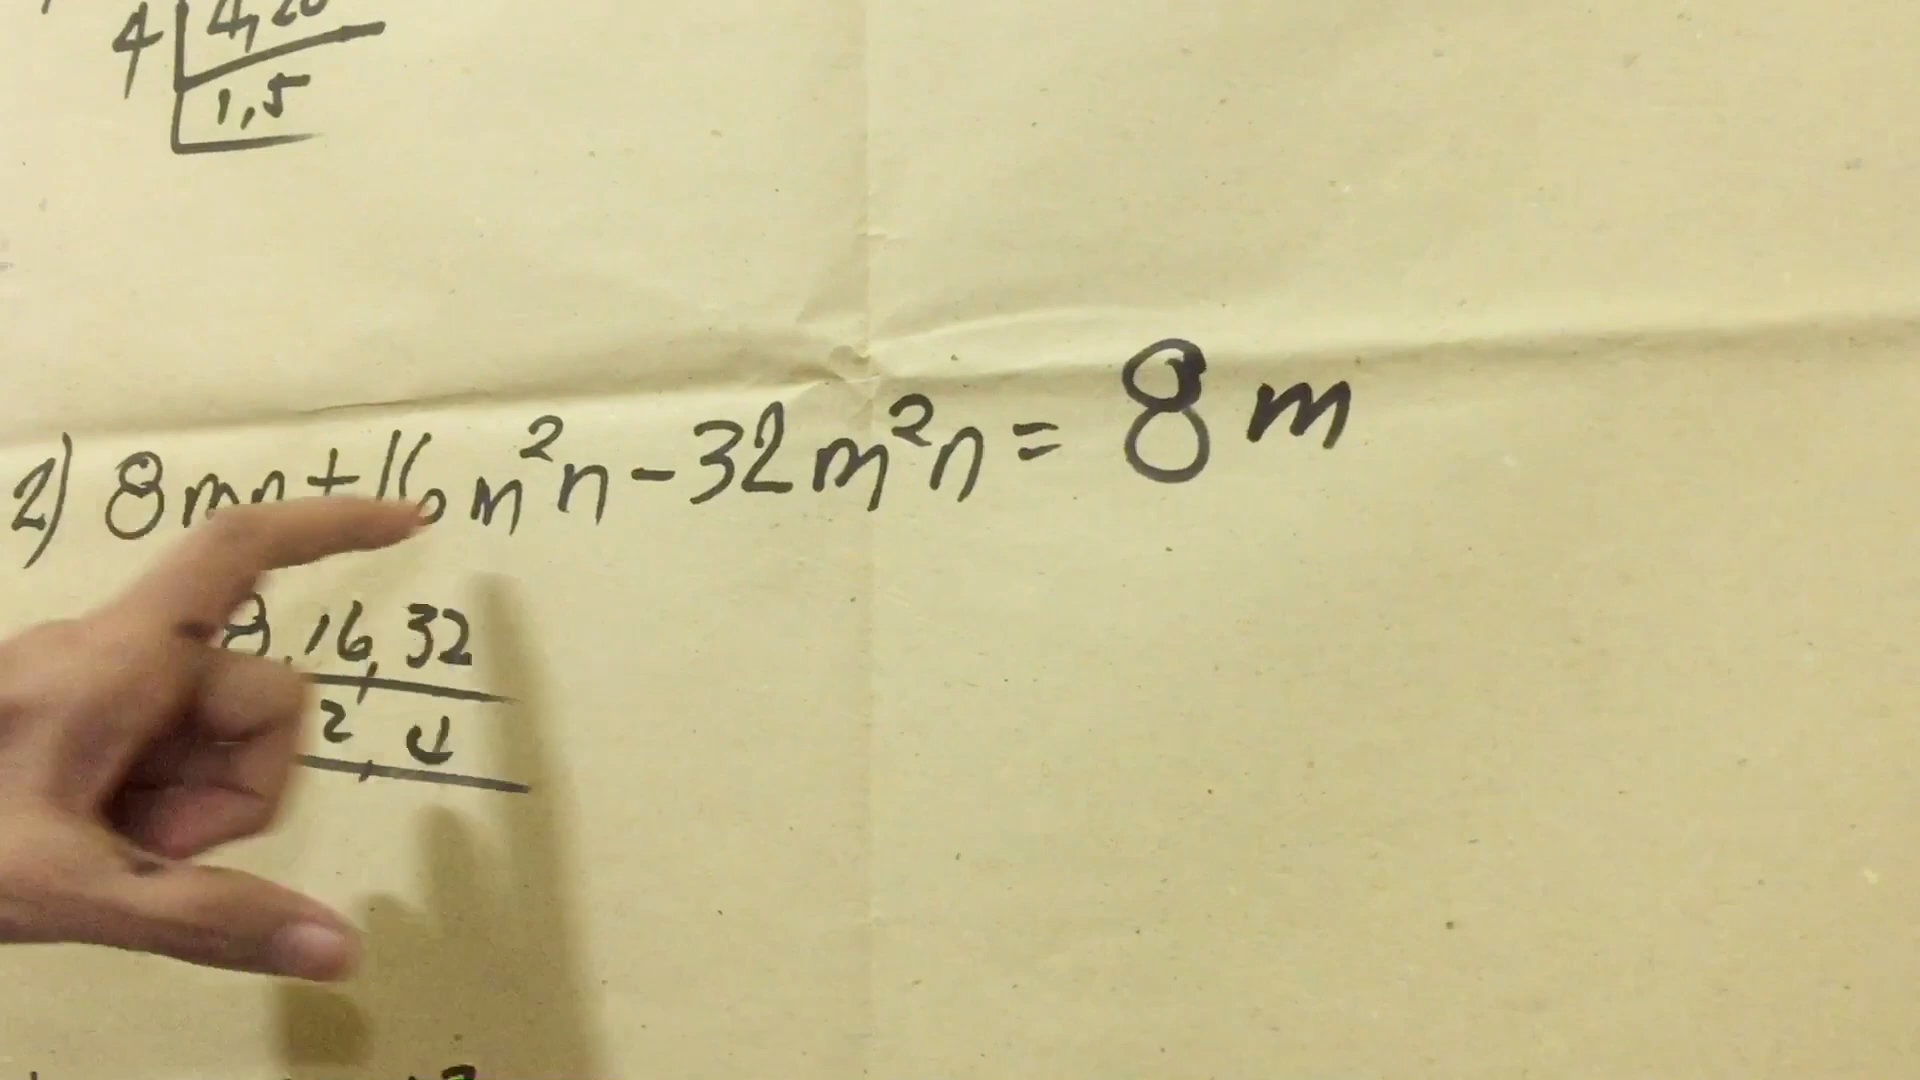 4 4,20
1,5
2) 8mn+16m²n-32m²n= 8m
8,16,32
2, 4